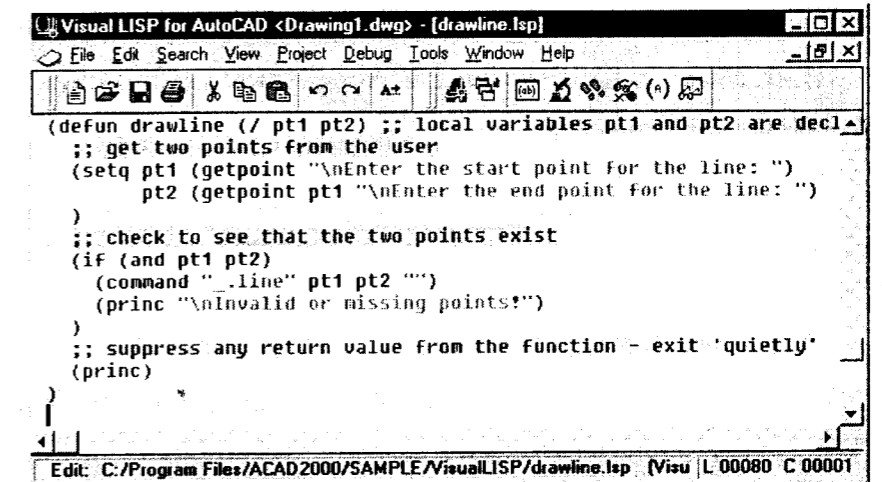 Visual LISP for AutoCAD <Drawing1.dwg> - [drawline.lsp]
File Edit Search View Project Debug Tools Window Help
(defun drawline (/ pt1 pt2) ;; local variables pt1 and pt2 are decl
;; get two points from the user
(setq pt1 (getpoint "\nEnter the start point for the line: ")
pt2 (getpoint pt1 "\nEnter the end point for the line: ")
)
;; check to see that the two points exist
(if (and pt1 pt2)
(command "_.line" pt1 pt2 "")
(princ "\nInvalid or missing points!")
)
;; suppress any return value from the function - exit 'quietly'
(princ)
)
Edit: C:/Program Files/ACAD2000/SAMPLE/VisualLISP/drawline.lsp (Visu L 00080 C 00001